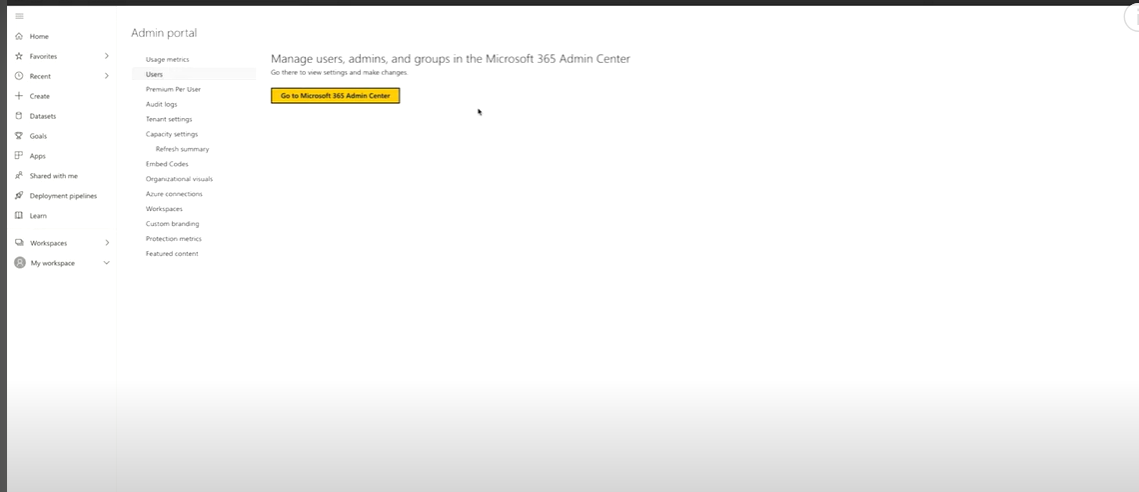 Home
Favorites
Recent
Create
Datasets
Goals
Apps
Shared with me
Deployment pipelines
Learn
Workspaces
My workspace
Admin portal
Usage metrics
Users
Premium Per User
Audit logs
Tenant settings
Capacity settings
Refresh summary
Embed Codes
Organizational visuals
Azure connections
Workspaces
Custom branding
Protection metrics
Featured content
Manage users, admins, and groups in the Microsoft 365 Admin Center
Go there to view settings and make changes
Go to Microsoft 365 Admin Center